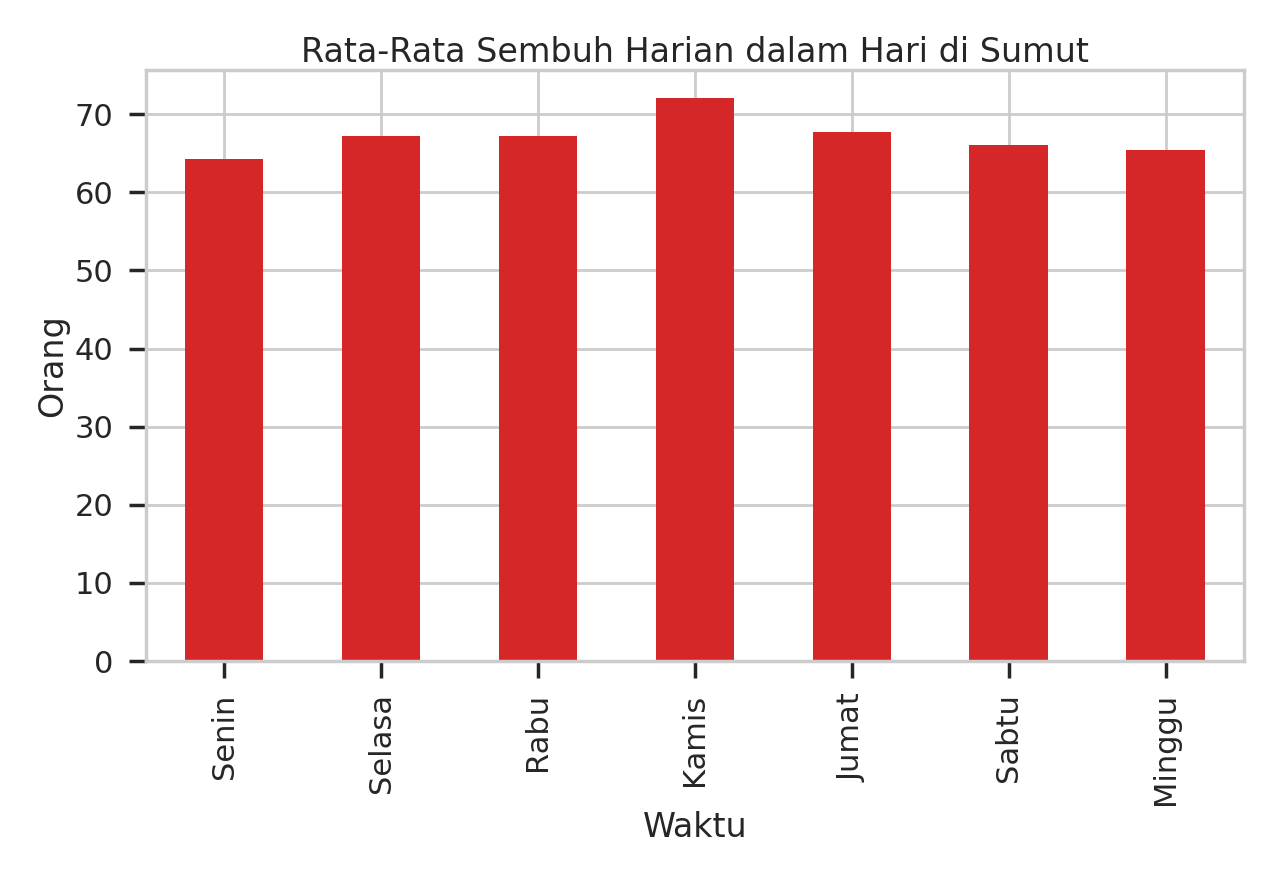 Rata-Rata Sembuh Harian dalam Hari di Sumut
70
60
50
40
30
20
10
0
Orang
Senin
Selasa
Rabu
Kamis
Jumat
Sabtu
Minggu
Waktu